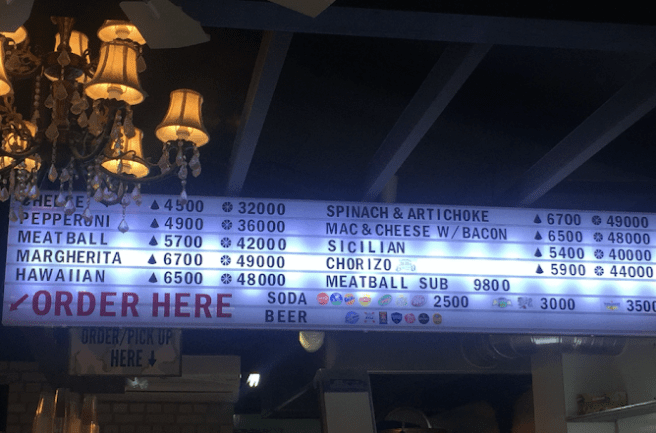 CHEESE 4500 32000
PEPPERONI 4900 36000
MEATBALL 5700 42000
MARGHERITA 6700 49000
HAWAIIAN 6500 48000
SPINACH & ARTICHOKE 6700 49000
MAC & CHEESE W/BACON 6500 48000
SICILIAN 5400 40000
CHORIZO 5900 44000
MEATBALL SUB 9800
ORDER HERE
SODA 2500 3000 3500
BEER
ORDER/PICK UP
HERE